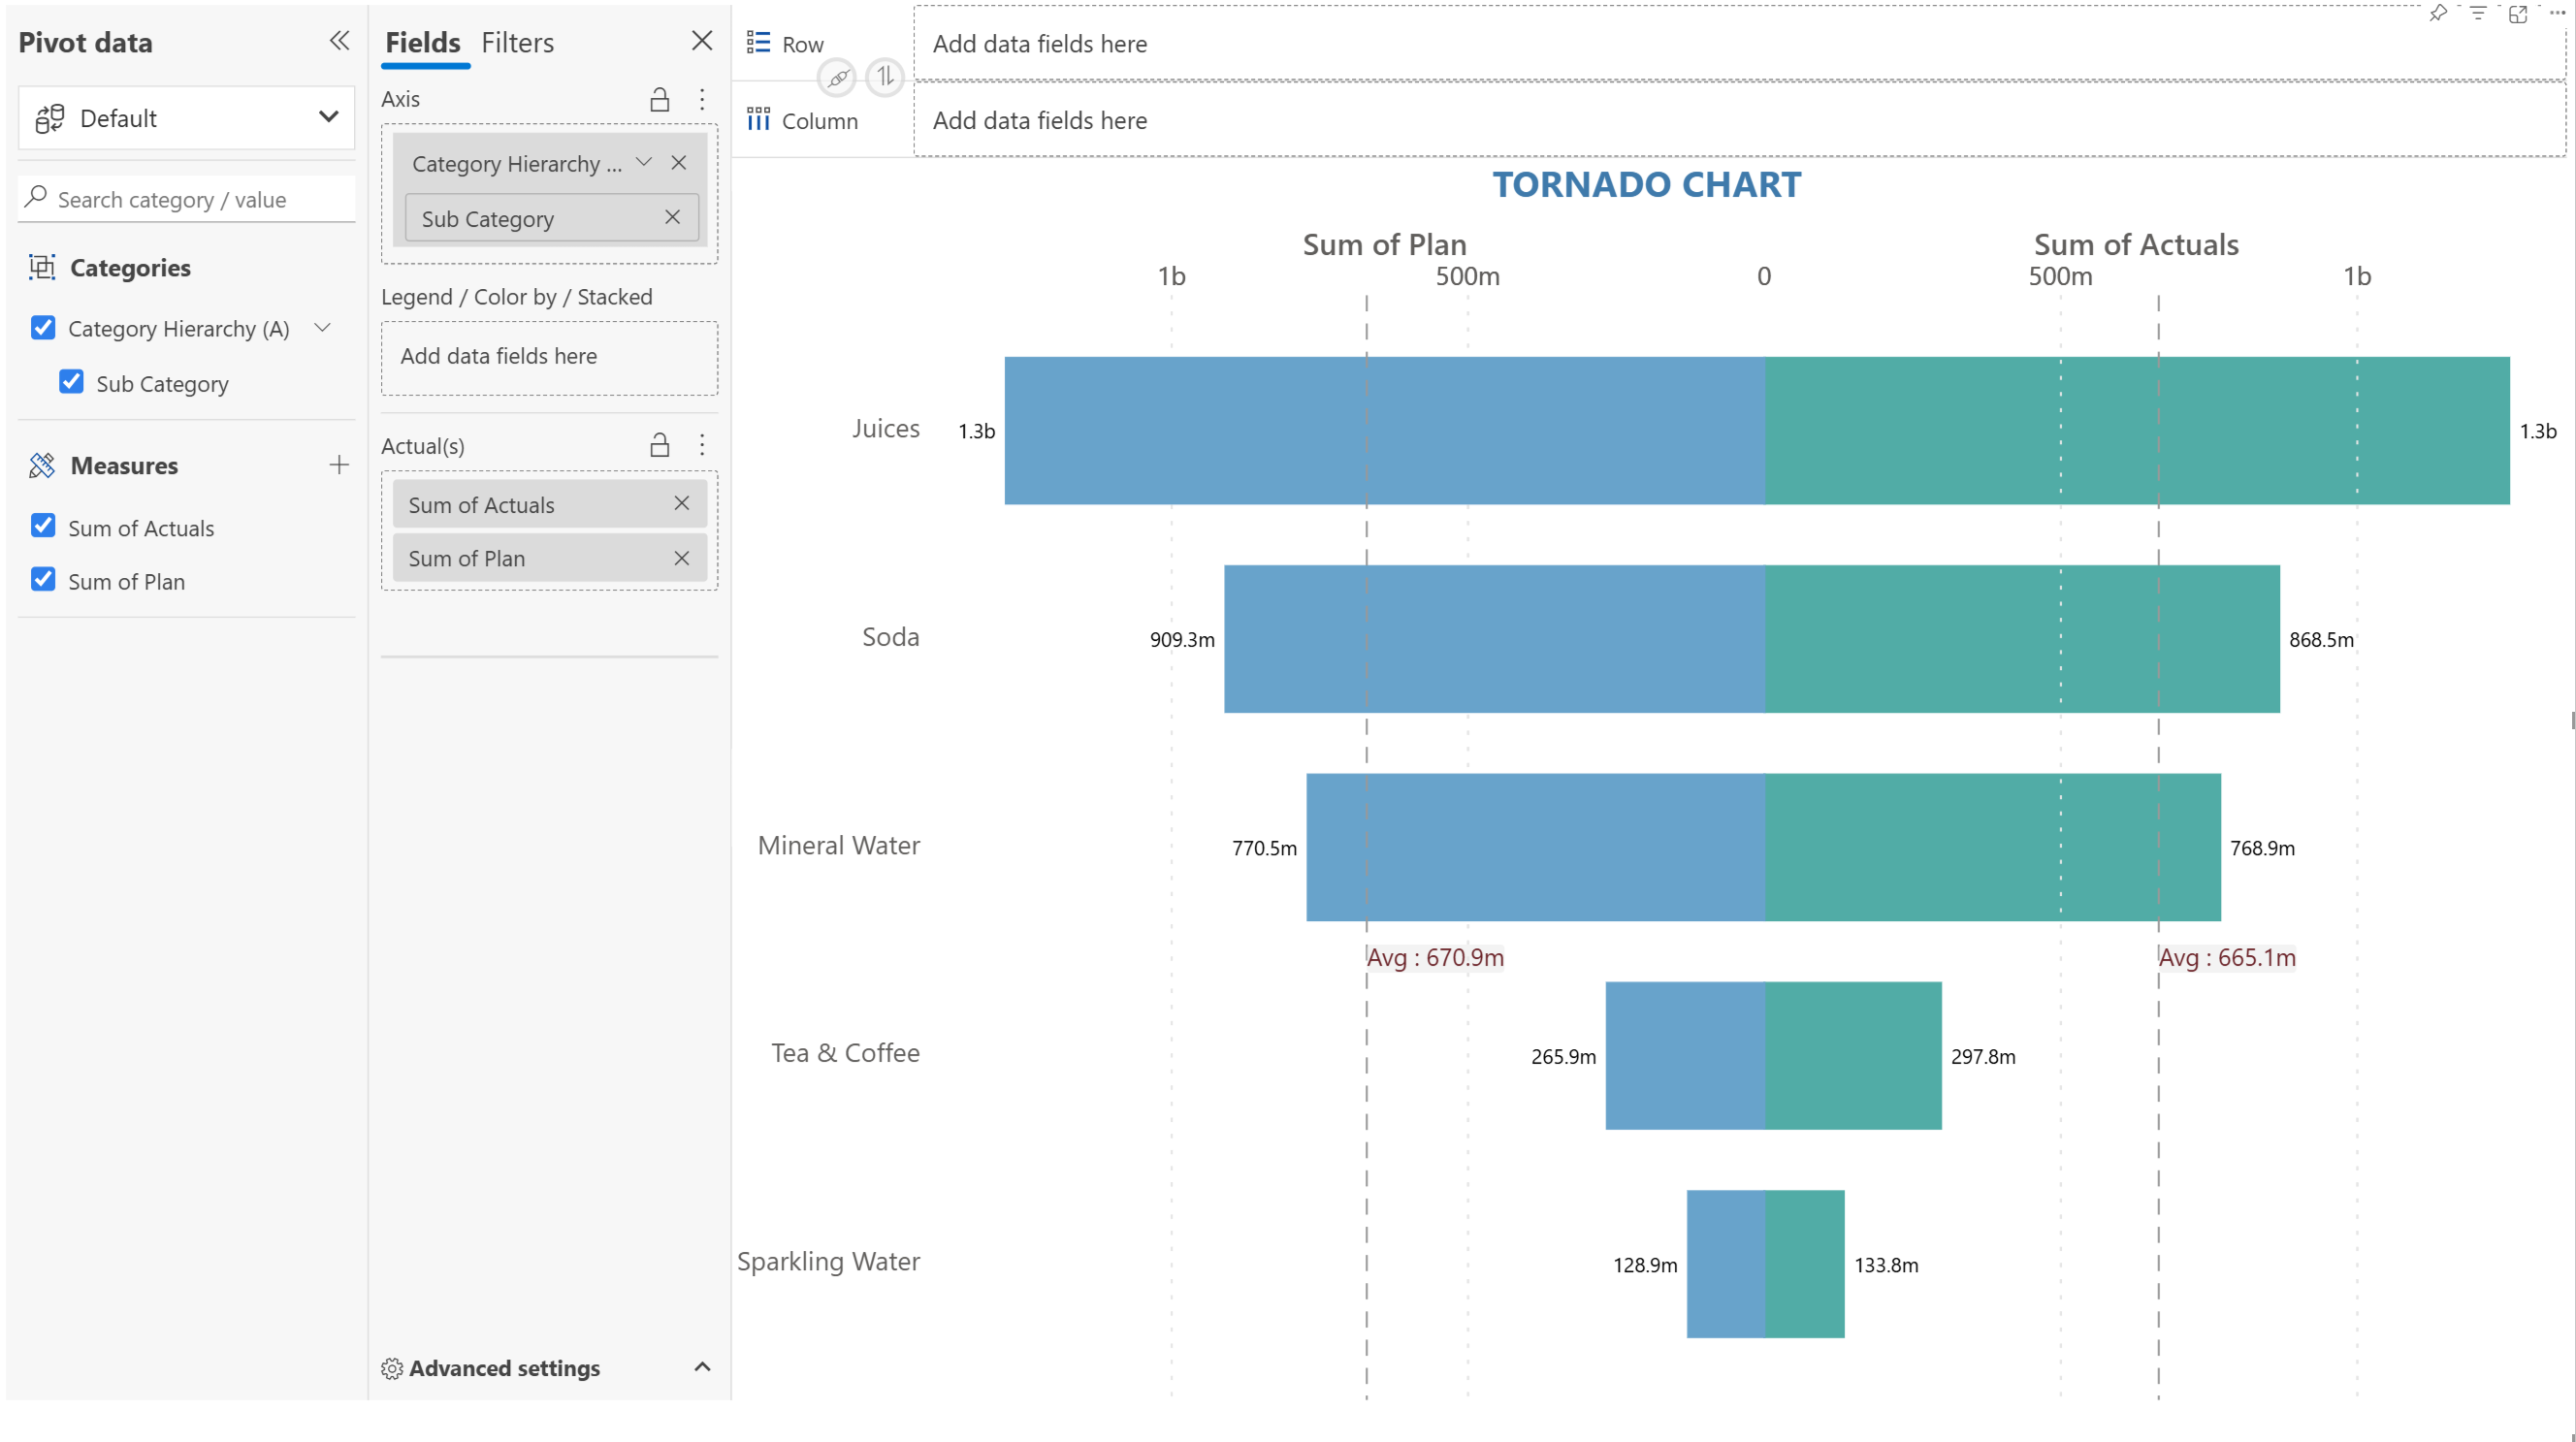 Pivot data
Default
Search category / value
Categories
Category Hierarchy (A)
Sub Category
Measures
Sum of Actuals
Sum of Plan
Fields
Filters
Axis
Category Hierarchy ...
Sub Category
Legend / Color by / Stacked
Add data fields here
Actual(s)
Sum of Actuals
Sum of Plan
Advanced settings
Row
Add data fields here
Column
Add data fields here
TORNADO CHART
Sum of Plan
Sum of Actuals
1b
500m
0
500m
1b
Juices
1.3b
1.3b
Soda
909.3m
868.5m
Mineral Water
770.5m
768.9m
Avg : 670.9m
Avg : 665.1m
Tea & Coffee
265.9m
297.8m
Sparkling Water
128.9m
133.8m